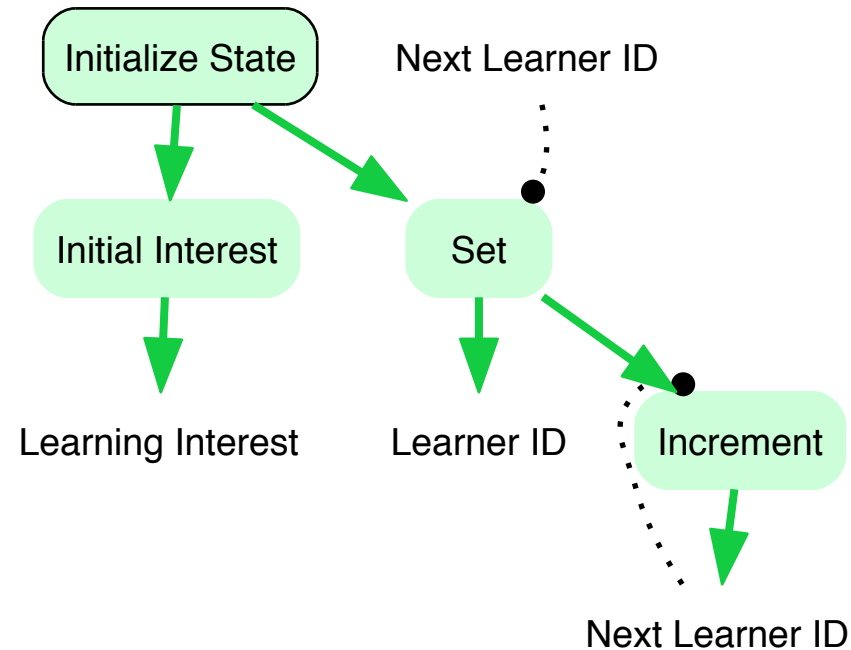 Initialize State
Next Learner ID
Initial Interest
Set
Learning Interest
Learner ID
Increment
Next Learner ID